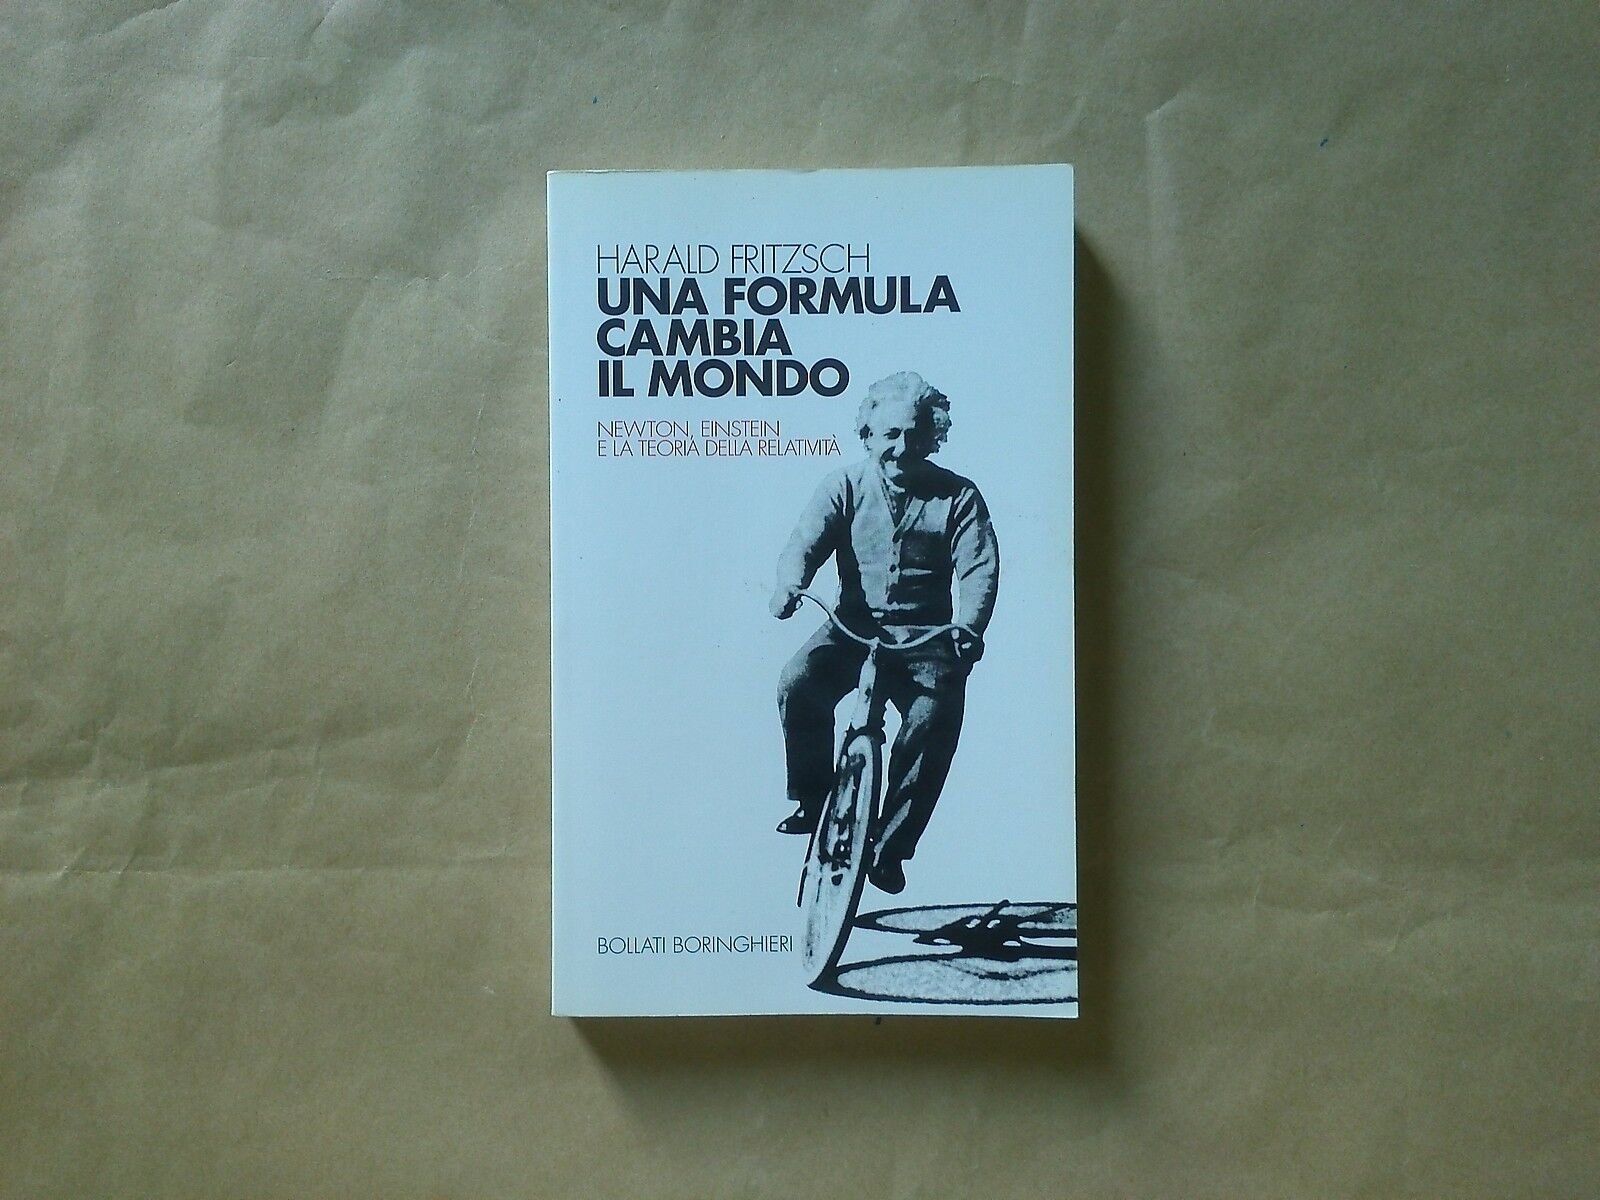 HARALD FRITZSCH
UNA FORMULA
CAMBIA
IL MONDO
NEWTON, EINSTEIN
E LA TEORIA DELLA RELATIVITÀ
BOLLATI BORINGHIERI